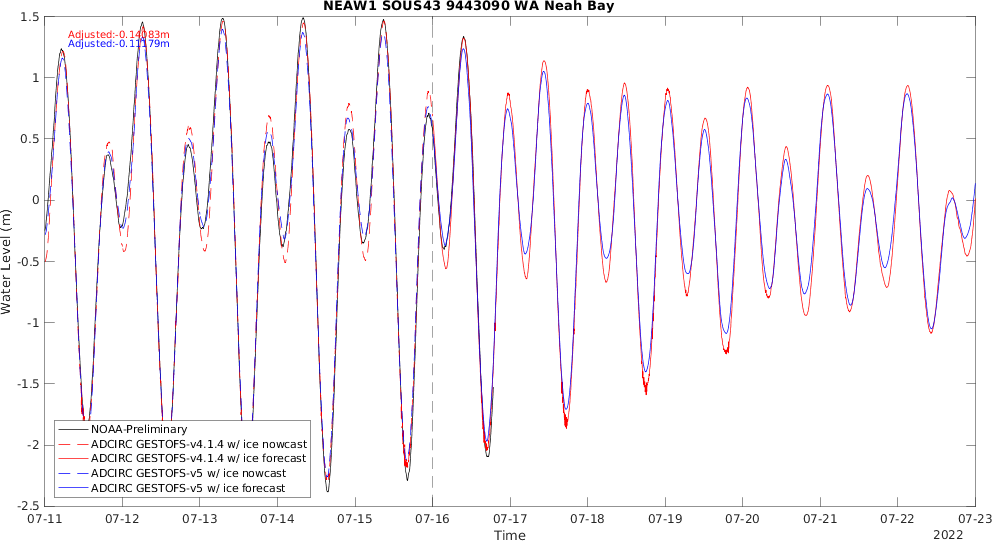 NEAW1 SOUS43 9443090 WA Neah Bay
Adjusted:-0.14083m
Adjusted:-0.11179m
Water Level (m)
1.5
1
0.5
0
-0.5
-1
-1.5
-2
-2.5
NOAA-Preliminary
ADCIRC GESTOFS-v4.1.4 w/ ice nowcast
ADCIRC GESTOFS-v4.1.4 w/ ice forecast
ADCIRC GESTOFS-v5 w/ ice nowcast
ADCIRC GESTOFS-v5 w/ ice forecast
07-11 07-12 07-13 07-14 07-15 07-16 07-17 07-18 07-19 07-20 07-21 07-22 07-23
Time
2022